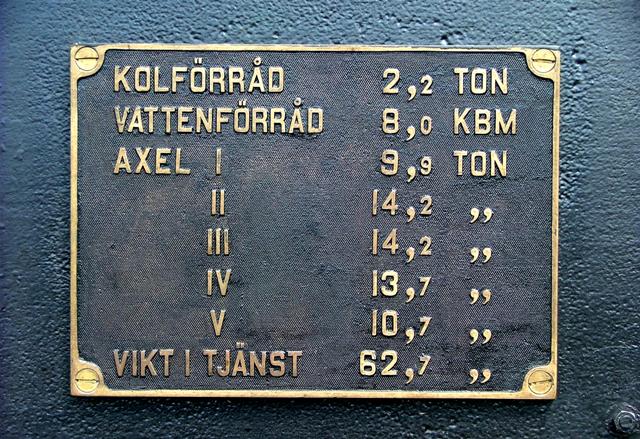 KOLFÖRRÅD 2,2 TON
VATTENFÖRRÅD 8,0 KBM
AXEL I 9,9 TON
II 14,2 ,,
III 14,2 ,,
IV 13,7 ,,
V 10,7 ,,
VIKT I TJÄNST 62,7 ,,